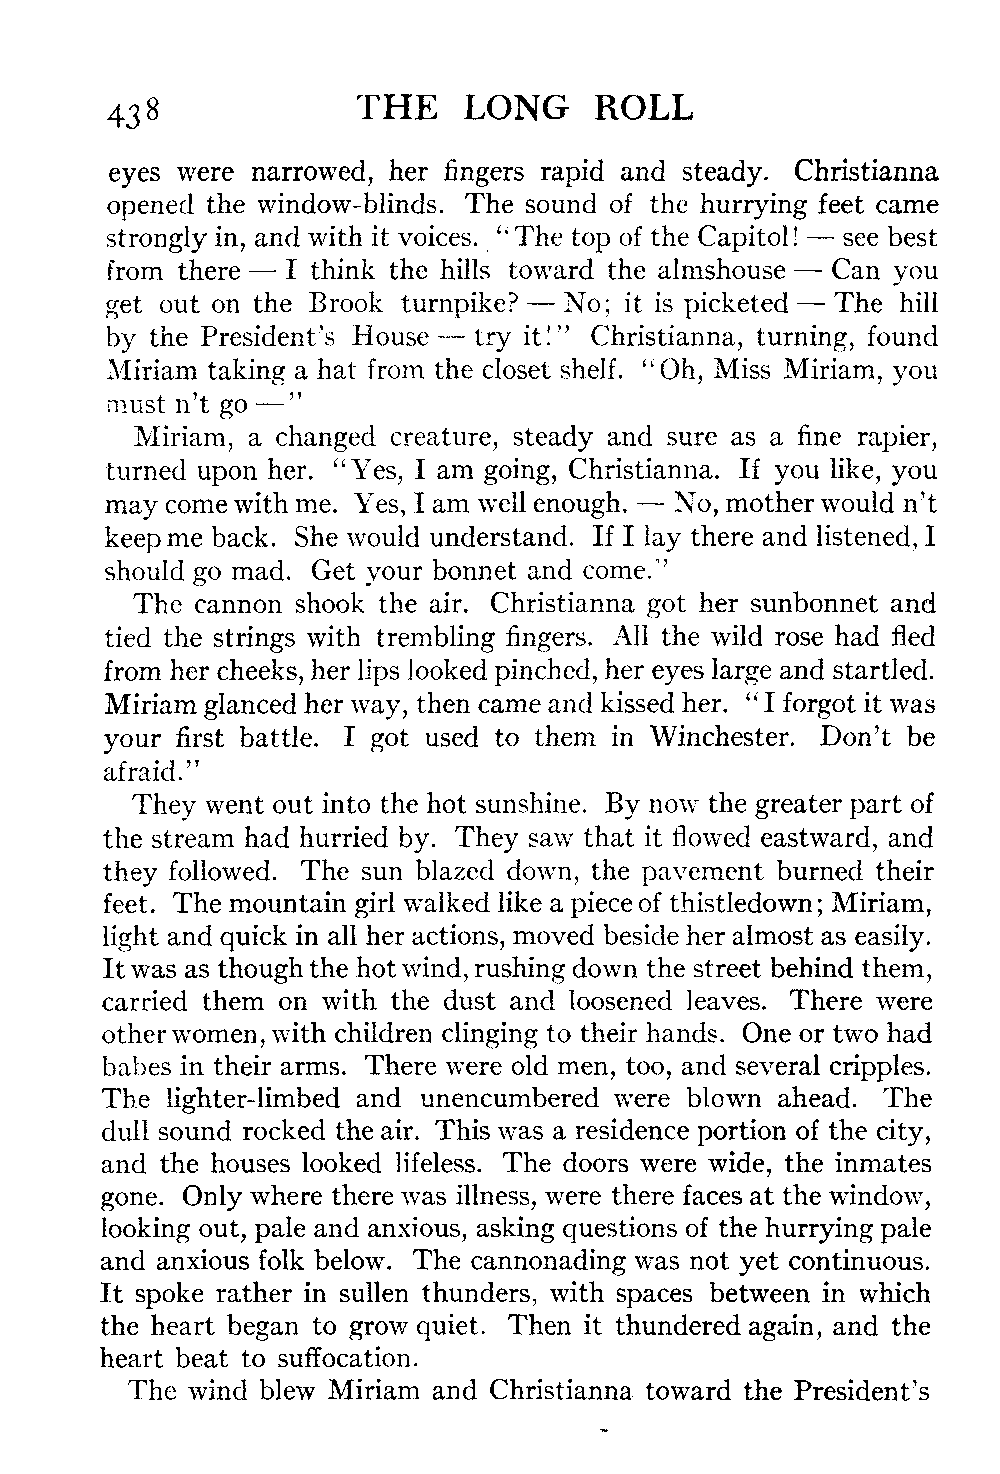 438 THE LONG ROLL
eyes were narrowed, her fingers rapid and steady. Christianna
opened the window-blinds. The sound of the hurrying feet came
strongly in, and with it voices. "The top of the Capitol! — see best
from there — I think the hills toward the almshouse — Can you
get out on the Brook turnpike? — No; it is picketed — The hill
by the President's House — try it!" Christianna, turning, found
Miriam taking a hat from the closet shelf. "Oh, Miss Miriam, you
must n't go —"
Miriam, a changed creature, steady and sure as a fine rapier,
turned upon her. "Yes, I am going, Christianna. If you like, you
may come with me. Yes, I am well enough. — No, mother would n't
keep me back. She would understand. If I lay there and listened, I
should go mad. Get your bonnet and come."
The cannon shook the air. Christianna got her sunbonnet and
tied the strings with trembling fingers. All the wild rose had fled
from her cheeks, her lips looked pinched, her eyes large and startled.
Miriam glanced her way, then came and kissed her. "I forgot it was
your first battle. I got used to them in Winchester. Don't be
afraid."
They went out into the hot sunshine. By now the greater part of
the stream had hurried by. They saw that it flowed eastward, and
they followed. The sun blazed down, the pavement burned their
feet. The mountain girl walked like a piece of thistledown; Miriam,
light and quick in all her actions, moved beside her almost as easily.
It was as though the hot wind, rushing down the street behind them,
carried them on with the dust and loosened leaves. There were
other women, with children clinging to their hands. One or two had
babes in their arms. There were old men, too, and several cripples.
The lighter-limbed and unencumbered were blown ahead. The
dull sound rocked the air. This was a residence portion of the city,
and the houses looked lifeless. The doors were wide, the inmates
gone. Only where there was illness, were there faces at the window,
looking out, pale and anxious, asking questions of the hurrying pale
and anxious folk below. The cannonading was not yet continuous.
It spoke rather in sullen thunders, with spaces between in which
the heart began to grow quiet. Then it thundered again, and the
heart beat to suffocation.
The wind blew Miriam and Christianna toward the President's